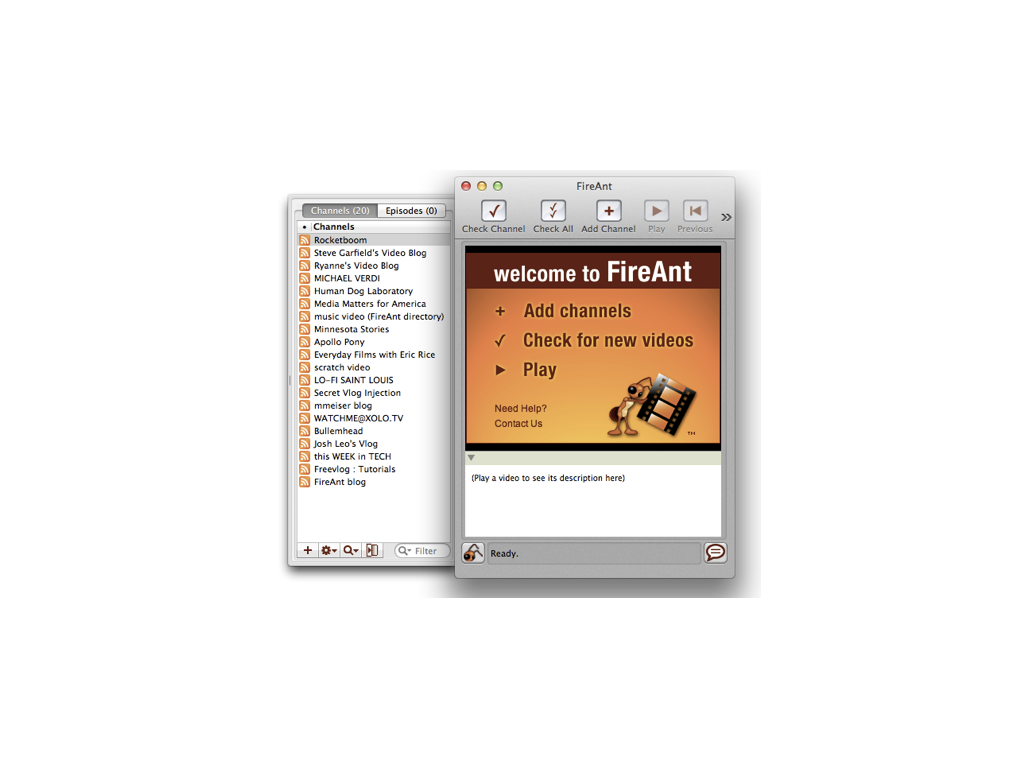 Channels (20) Episodes (0)
Channels
Rocketboom
Steve Garfield's Video Blog
Ryanne's Video Blog
MICHAEL VERDI
Human Dog Laboratory
Media Matters for America
music video (FireAnt directory)
Minnesota Stories
Apollo Pony
Everyday Films with Eric Rice
scratch video
LO-FI SAINT LOUIS
Secret Vlog Injection
mmeiser blog
WATCHME@XOLO.TV
Bullemhead
Josh Leo's Vlog
this WEEK in TECH
Freevlog : Tutorials
FireAnt blog
Filter
FireAnt
Check Channel Check All Add Channel Play Previous
welcome to FireAnt
Add channels
Check for new videos
Play
Need Help?
Contact Us
TM
(Play a video to see its description here)
Ready.